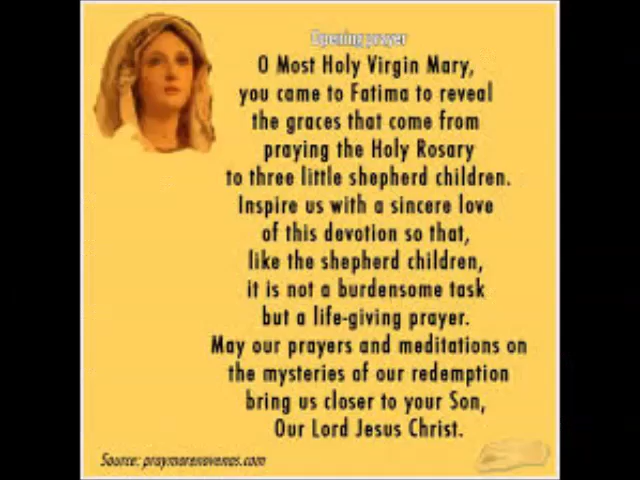 Opening prayer
O Most Holy Virgin Mary,
you came to Fatima to reveal
the graces that come from
praying the Holy Rosary
to three little shepherd children.
Inspire us with a sincere love
of this devotion so that,
like the shepherd children,
it is not a burdensome task
but a life-giving prayer.
May our prayers and meditations on
the mysteries of our redemption
bring us closer to your Son,
Our Lord Jesus Christ.
Source: praymorenovenas.com